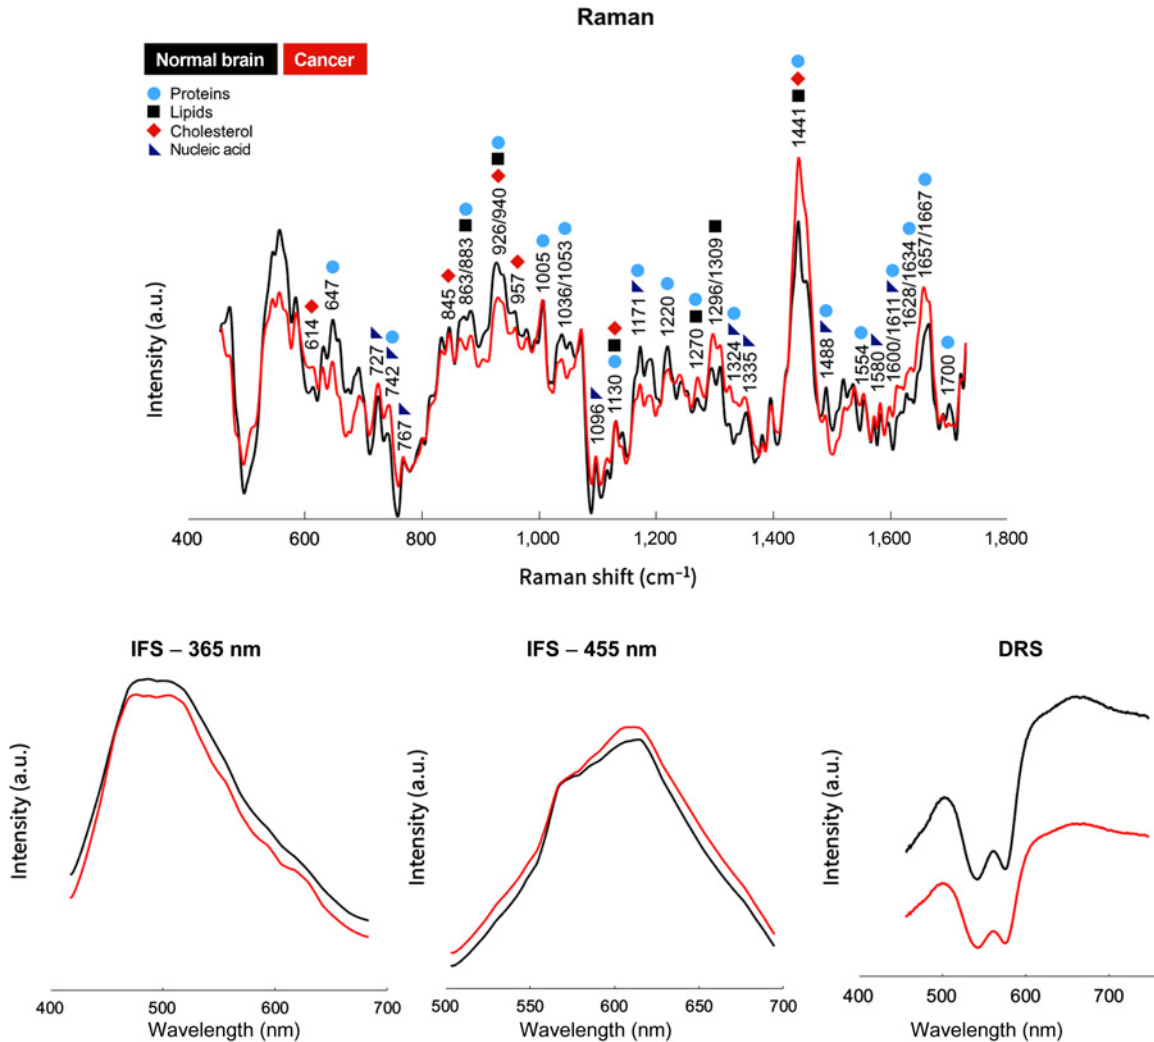 Raman
Normal brain
Cancer
Proteins
Lipids
Cholesterol
Nucleic acid
Intensity (a.u.)
614
647
727
742
767
845
863/883
926/940
957
1005
1036/1053
1096
1130
1171
1220
1270
1296/1309
1324
1335
1441
1488
1554
1580
1600/1611
1628/1634
1657/1667
1700
400 600 800 1,000 1,200 1,400 1,600 1,800
Raman shift (cm⁻¹)
IFS – 365 nm
Intensity (a.u.)
400 500 600 700
Wavelength (nm)
IFS – 455 nm
Intensity (a.u.)
500 550 600 650 700
Wavelength (nm)
DRS
Intensity (a.u.)
400 500 600 700
Wavelength (nm)